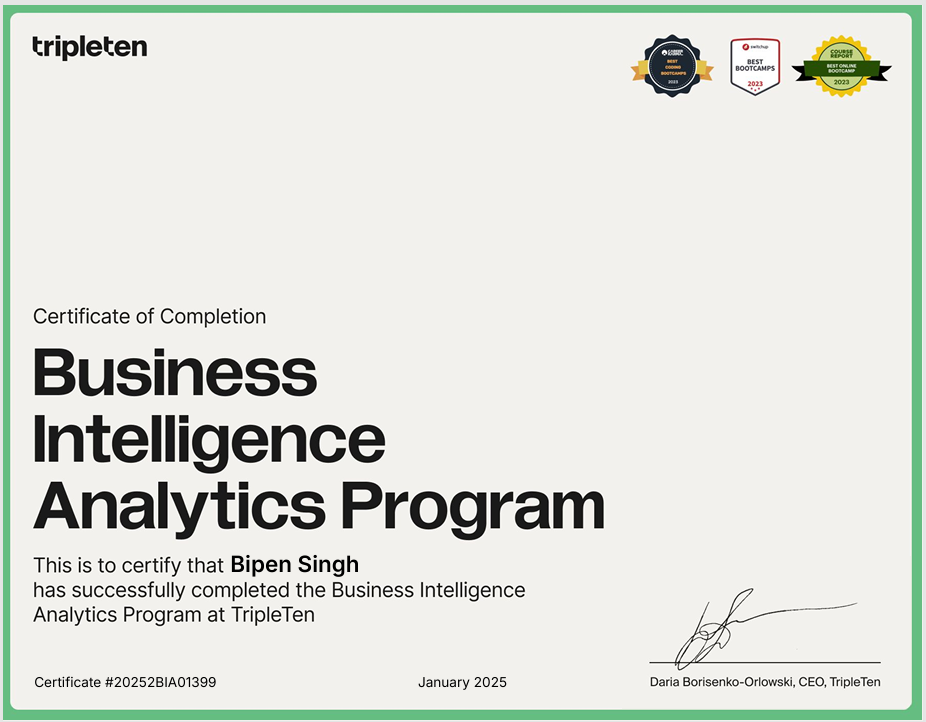 tripleten
CAREER KARMA
BEST
CODING
BOOTCAMPS
2023
switchup
BEST
BOOTCAMPS
2023
COURSE
REPORT
BEST ONLINE
BOOTCAMP
2023
Certificate of Completion
Business
Intelligence
Analytics Program
This is to certify that Bipen Singh
has successfully completed the Business Intelligence
Analytics Program at TripleTen
Certificate #20252BIA01399
January 2025
Daria Borisenko-Orlowski, CEO, TripleTen